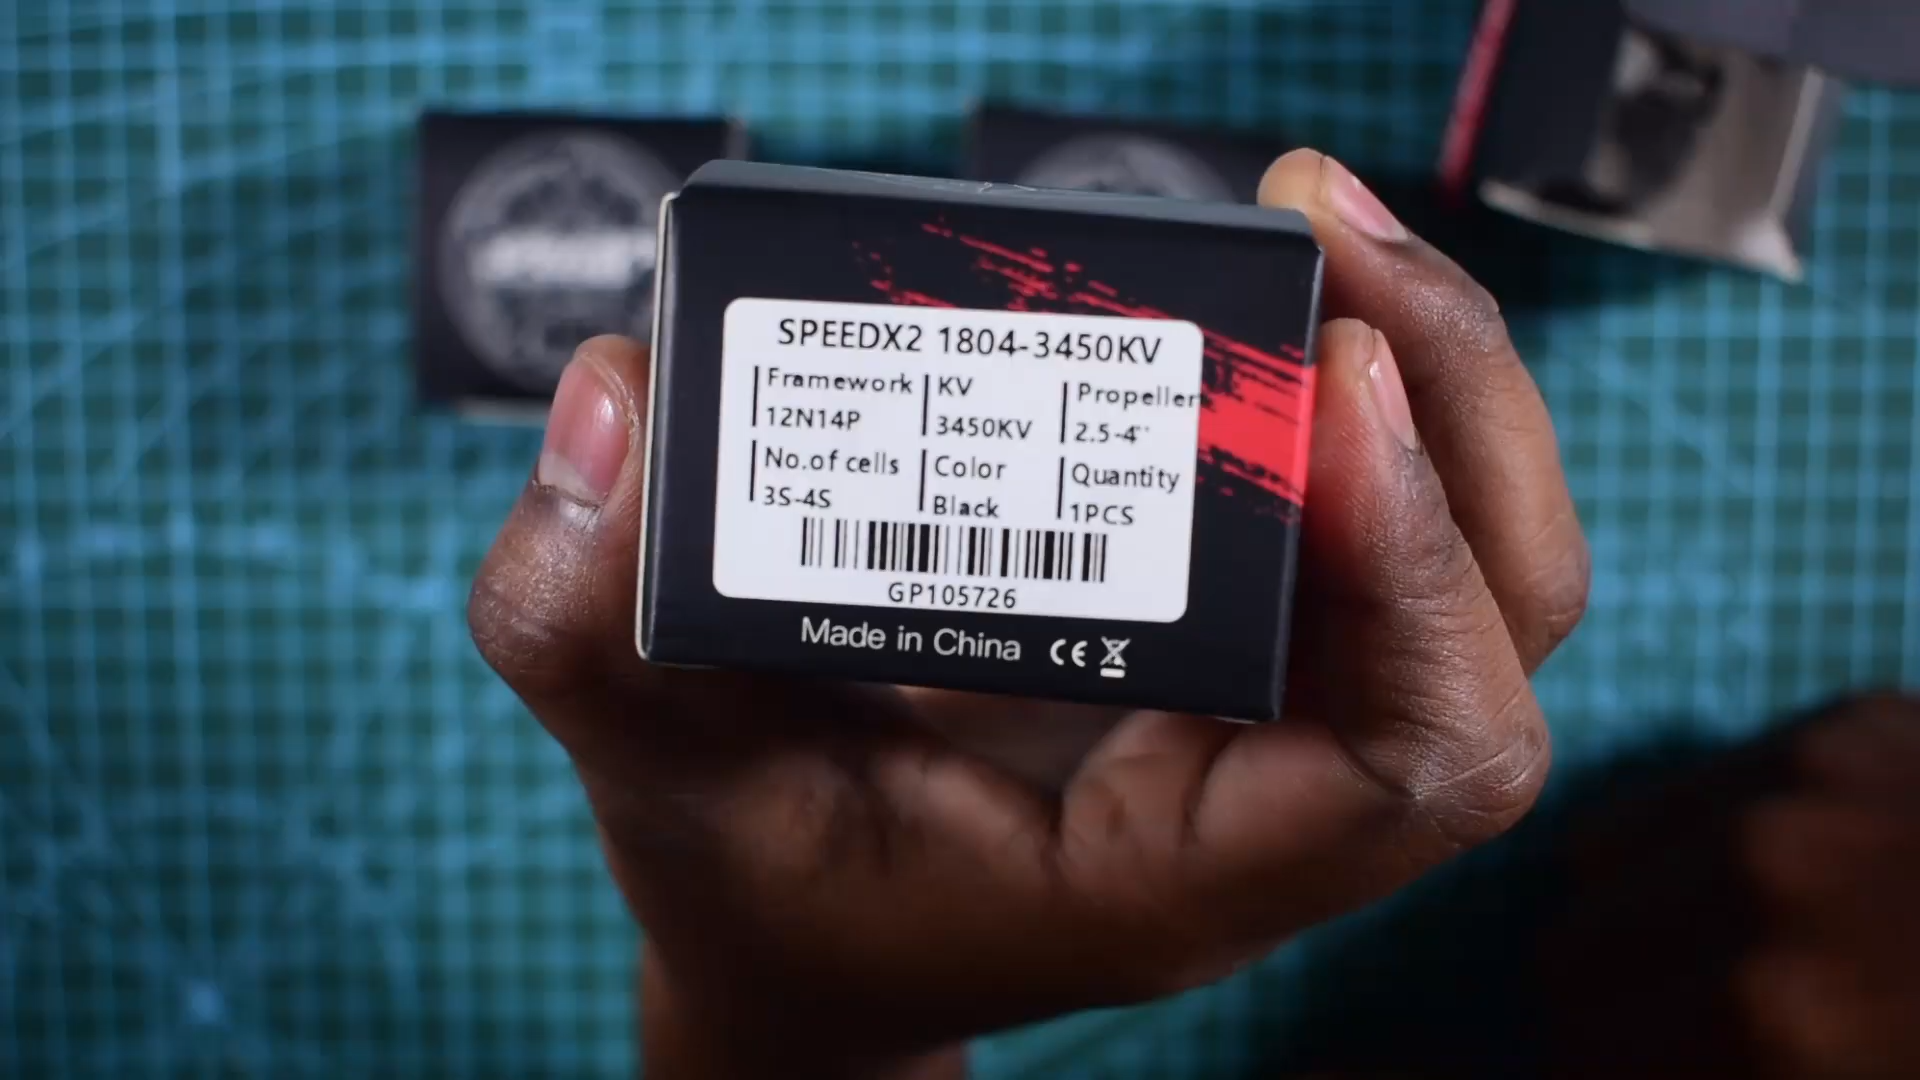 SPEEDX2 1804-3450KV
Framework KV Propeller
12N14P 3450KV 2.5-4''
No.of cells Color Quantity
3S-4S Black 1PCS
GP105726
Made in China CE